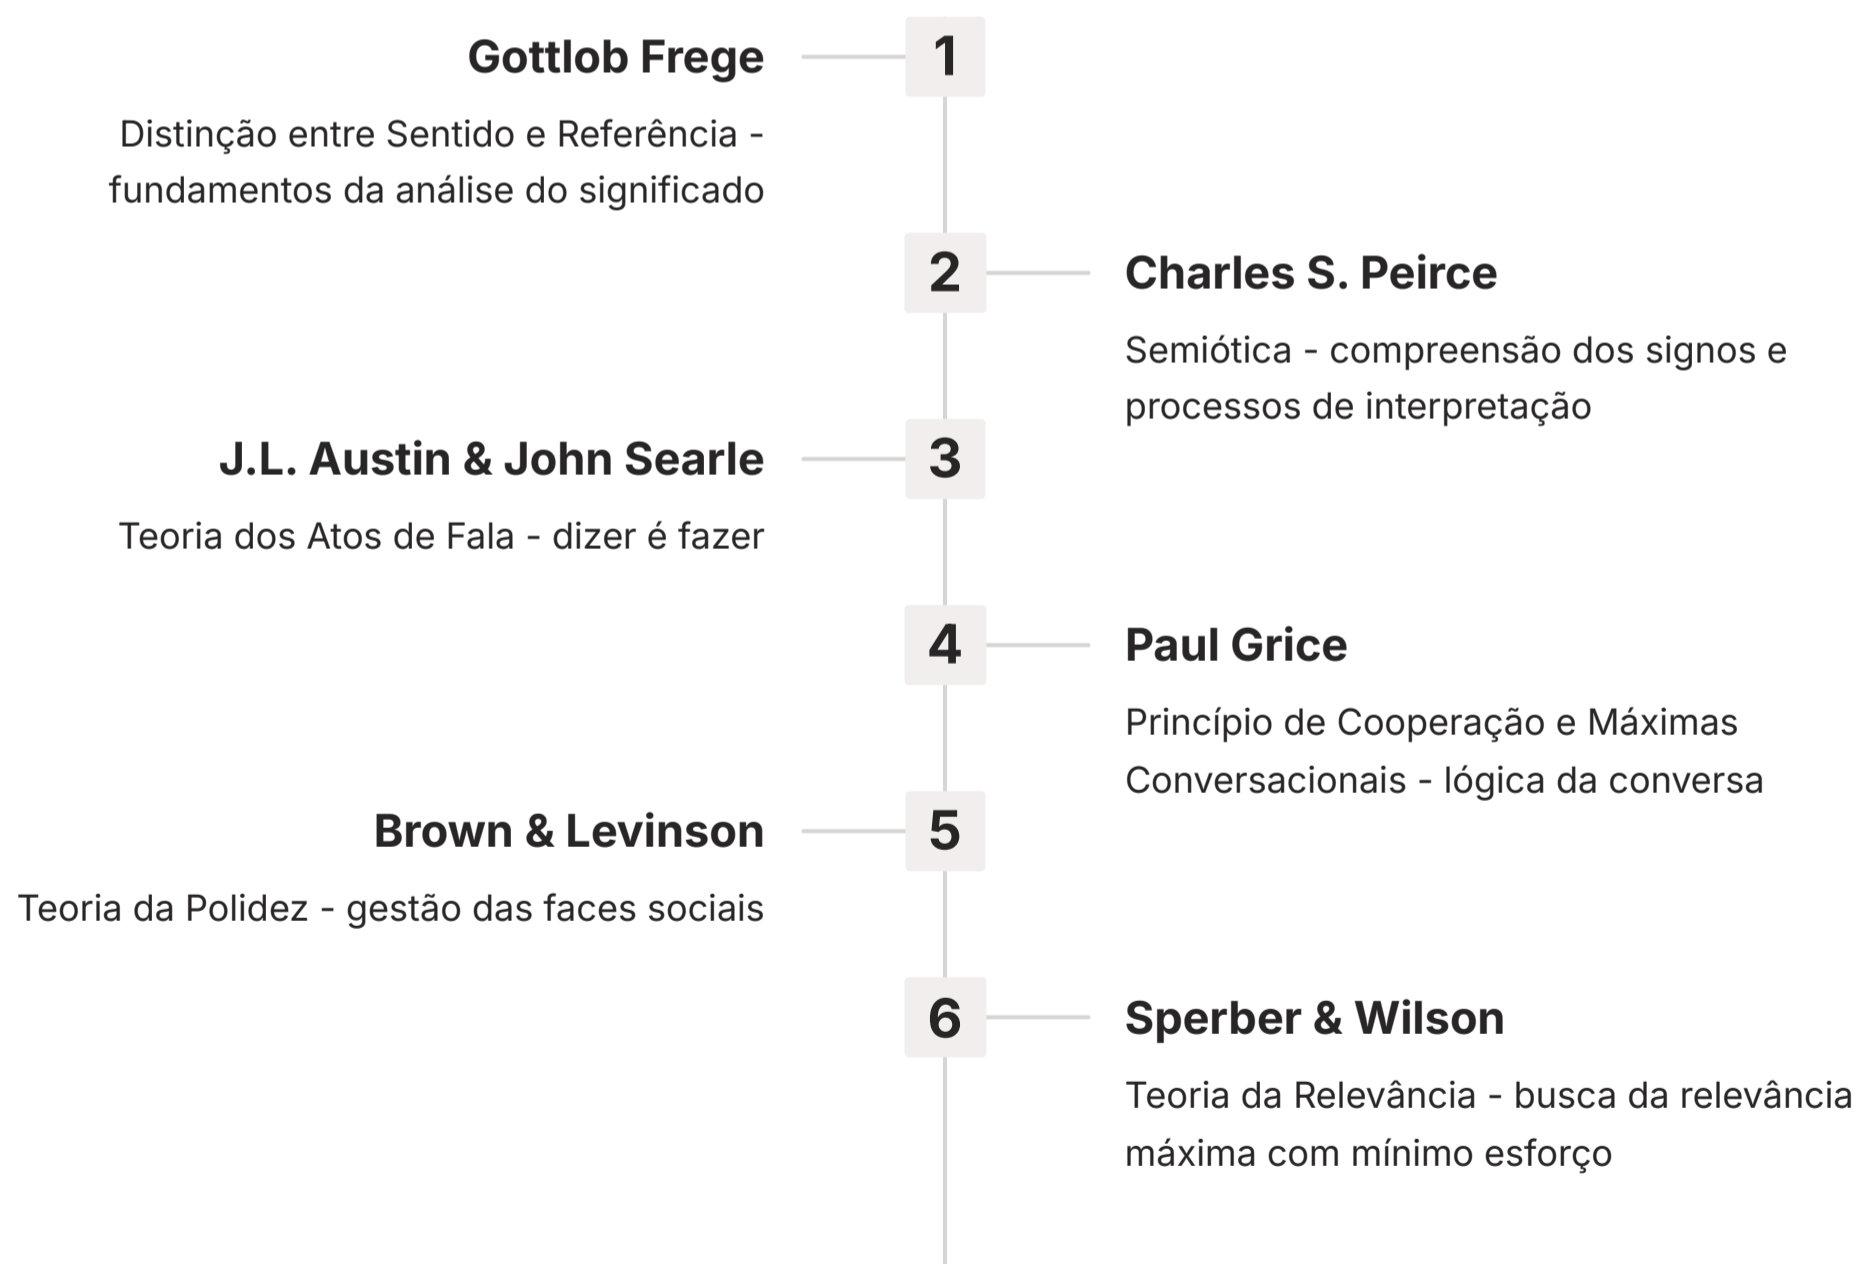 Gottlob Frege
1
Distinção entre Sentido e Referência -
fundamentos da análise do significado
2
Charles S. Peirce
Semiótica - compreensão dos signos e
processos de interpretação
J.L. Austin & John Searle
3
Teoria dos Atos de Fala - dizer é fazer
4
Paul Grice
Princípio de Cooperação e Máximas
Conversacionais - lógica da conversa
Brown & Levinson
5
Teoria da Polidez - gestão das faces sociais
6
Sperber & Wilson
Teoria da Relevância - busca da relevância
máxima com mínimo esforço